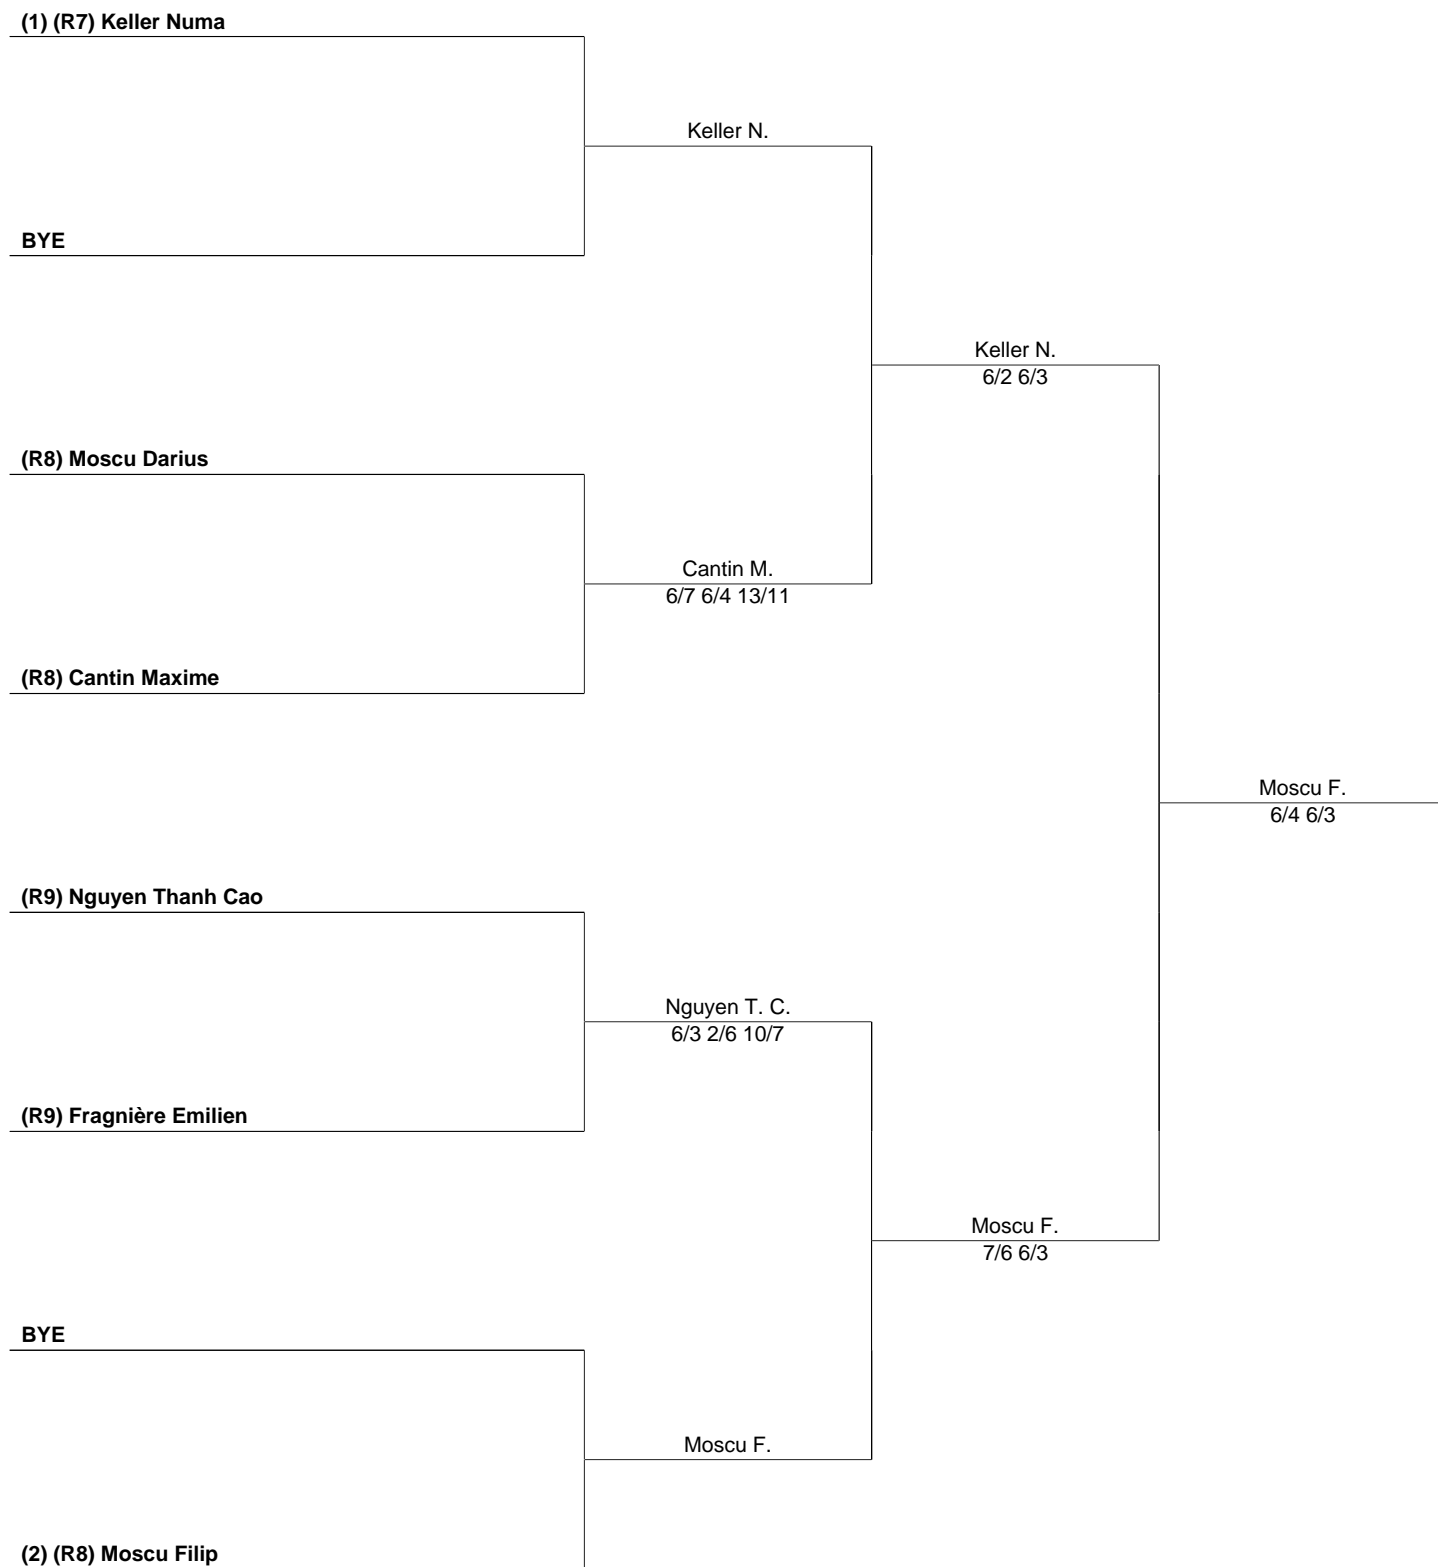 (1) (R7) Keller Numa
Keller N.
BYE
Keller N.
6/2 6/3
(R8) Moscu Darius
Cantin M.
6/7 6/4 13/11
(R8) Cantin Maxime
Moscu F.
6/4 6/3
(R9) Nguyen Thanh Cao
Nguyen T. C.
6/3 2/6 10/7
(R9) Fragnière Emilien
Moscu F.
7/6 6/3
BYE
Moscu F.
(2) (R8) Moscu Filip